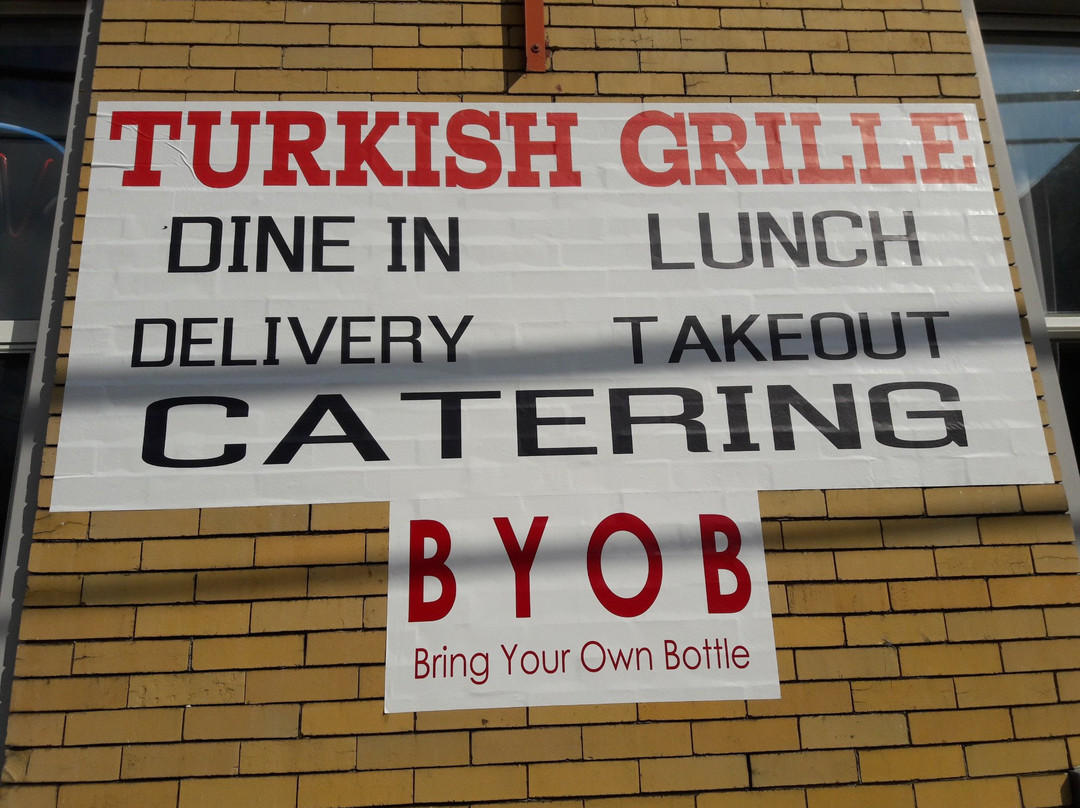 TURKISH GRILLE
DINE IN LUNCH
DELIVERY TAKEOUT
CATERING
BYOB
Bring Your Own Bottle